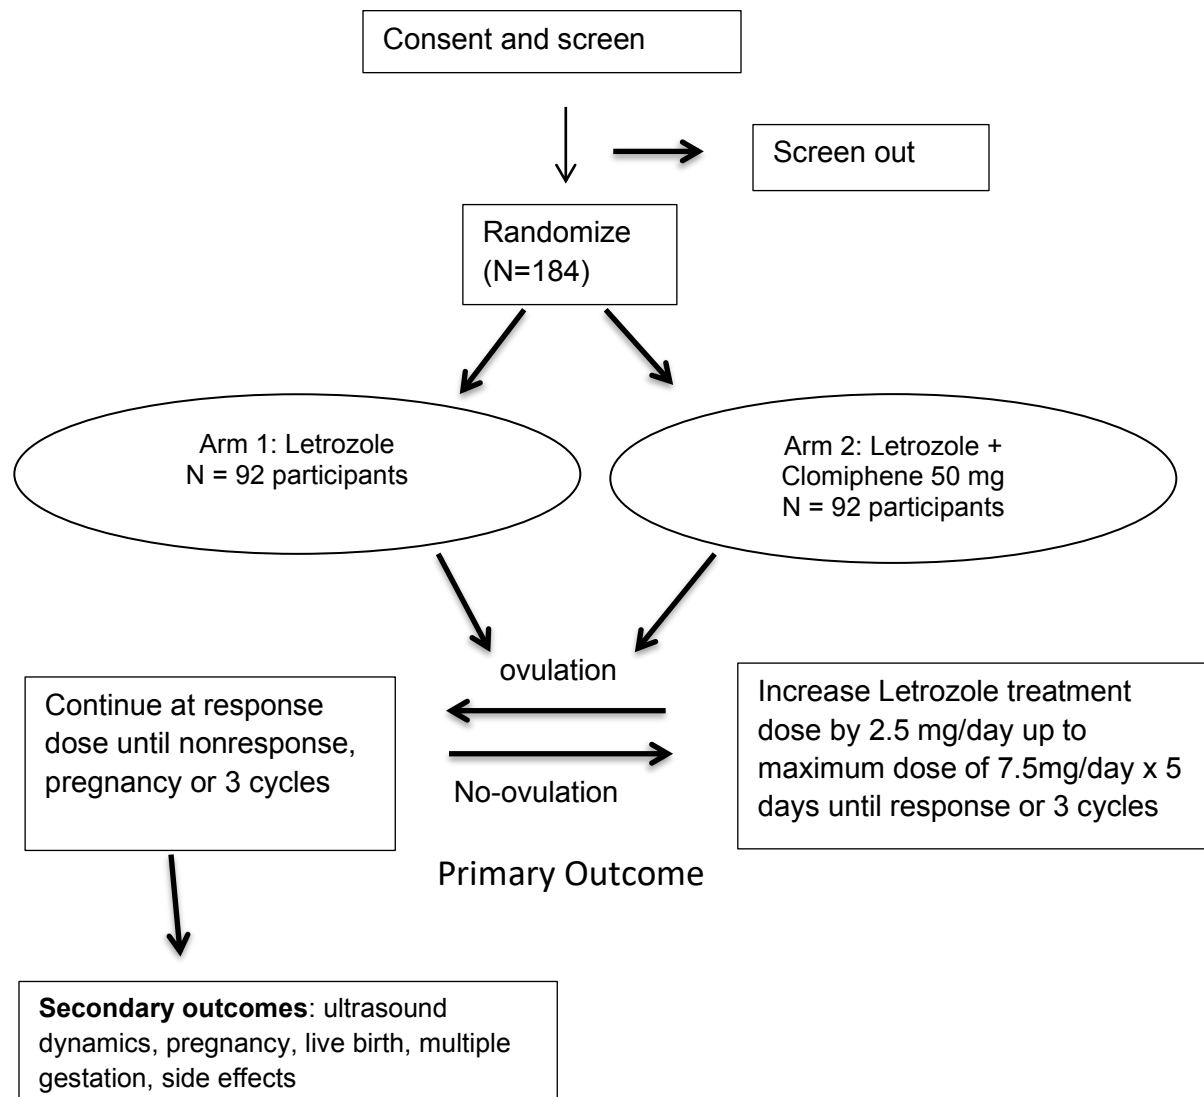 Consent and screen
Screen out
Randomize
(N=184)
Arm 1: Letrozole
N = 92 participants
Arm 2: Letrozole +
Clomiphene 50 mg
N = 92 participants
ovulation
Continue at response
dose until nonresponse,
pregnancy or 3 cycles
Increase Letrozole treatment
dose by 2.5 mg/day up to
maximum dose of 7.5mg/day x 5
days until response or 3 cycles
No-ovulation
Primary Outcome
Secondary outcomes: ultrasound
dynamics, pregnancy, live birth, multiple
gestation, side effects